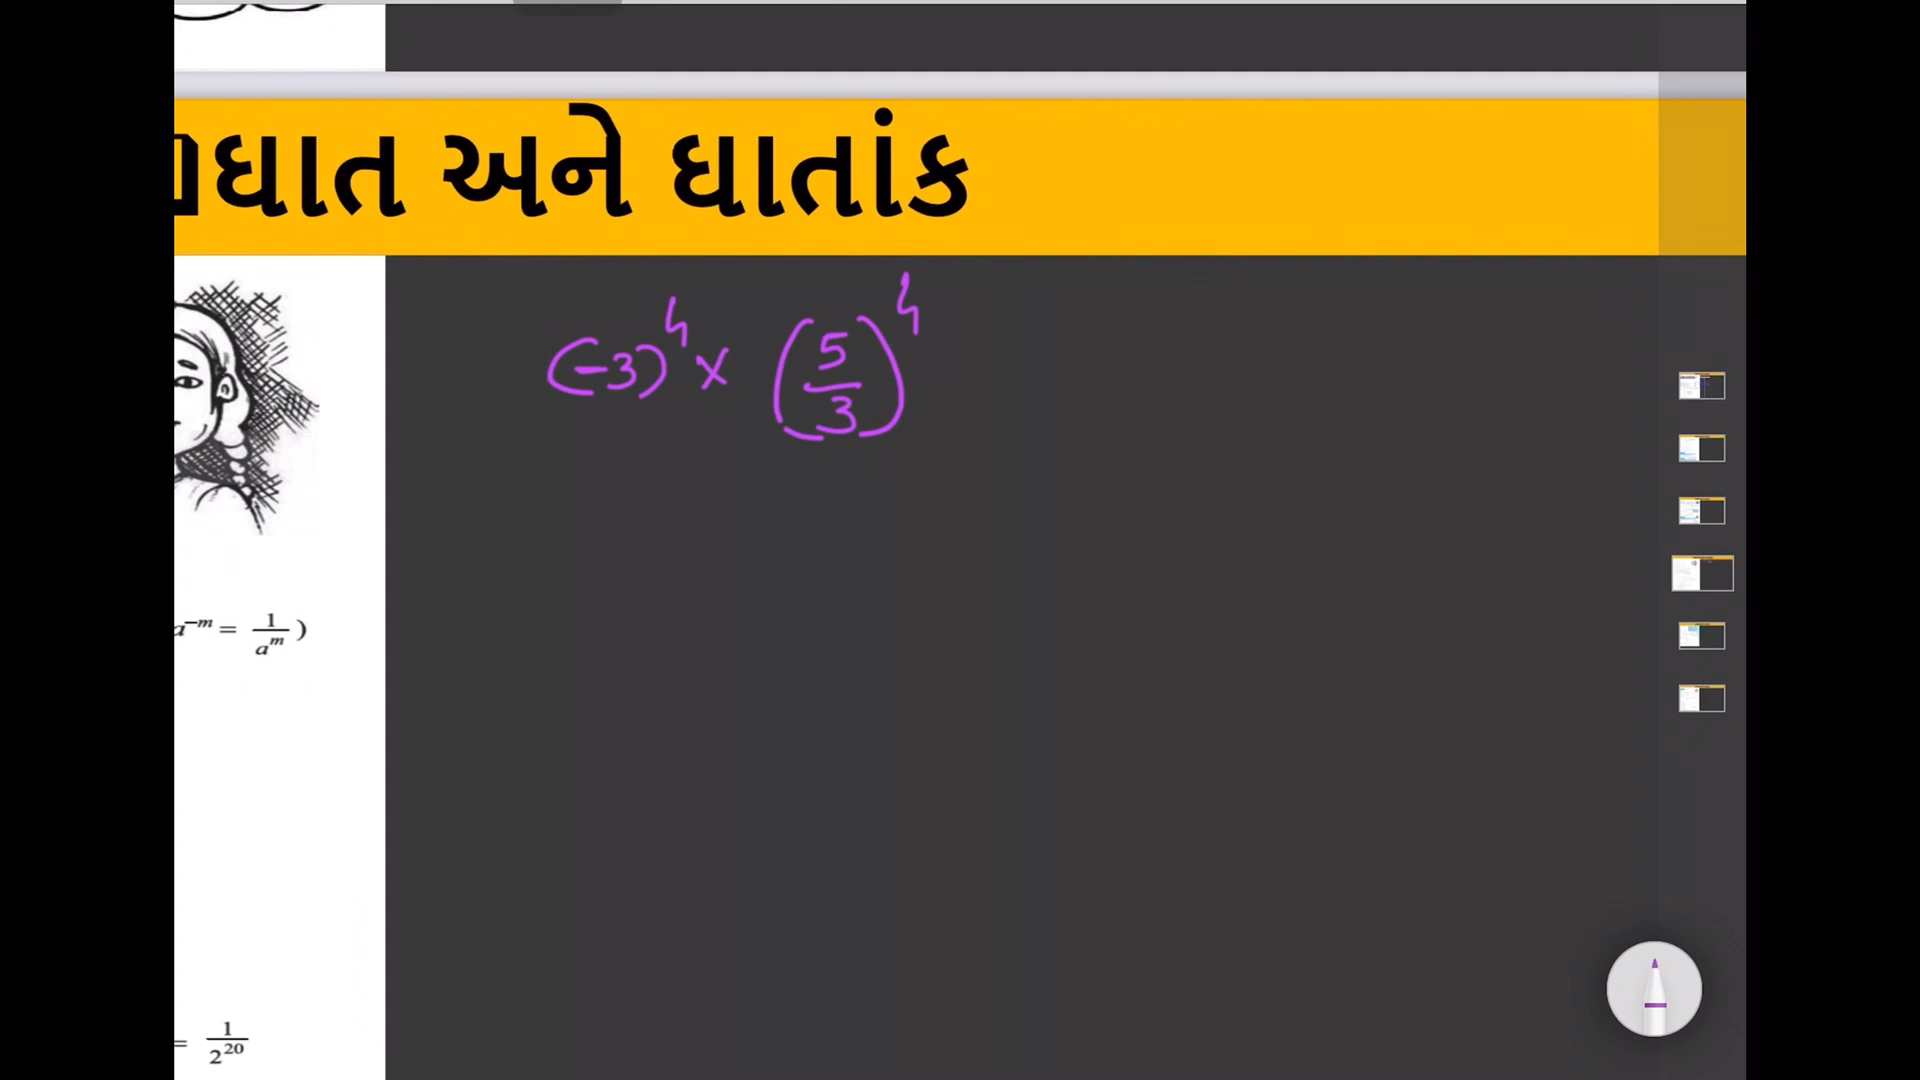 ઘાત અને ઘાતાંક
(-3)⁴ × (5/3)⁴
a⁻ᵐ = 1/aᵐ )
= 1/2²⁰